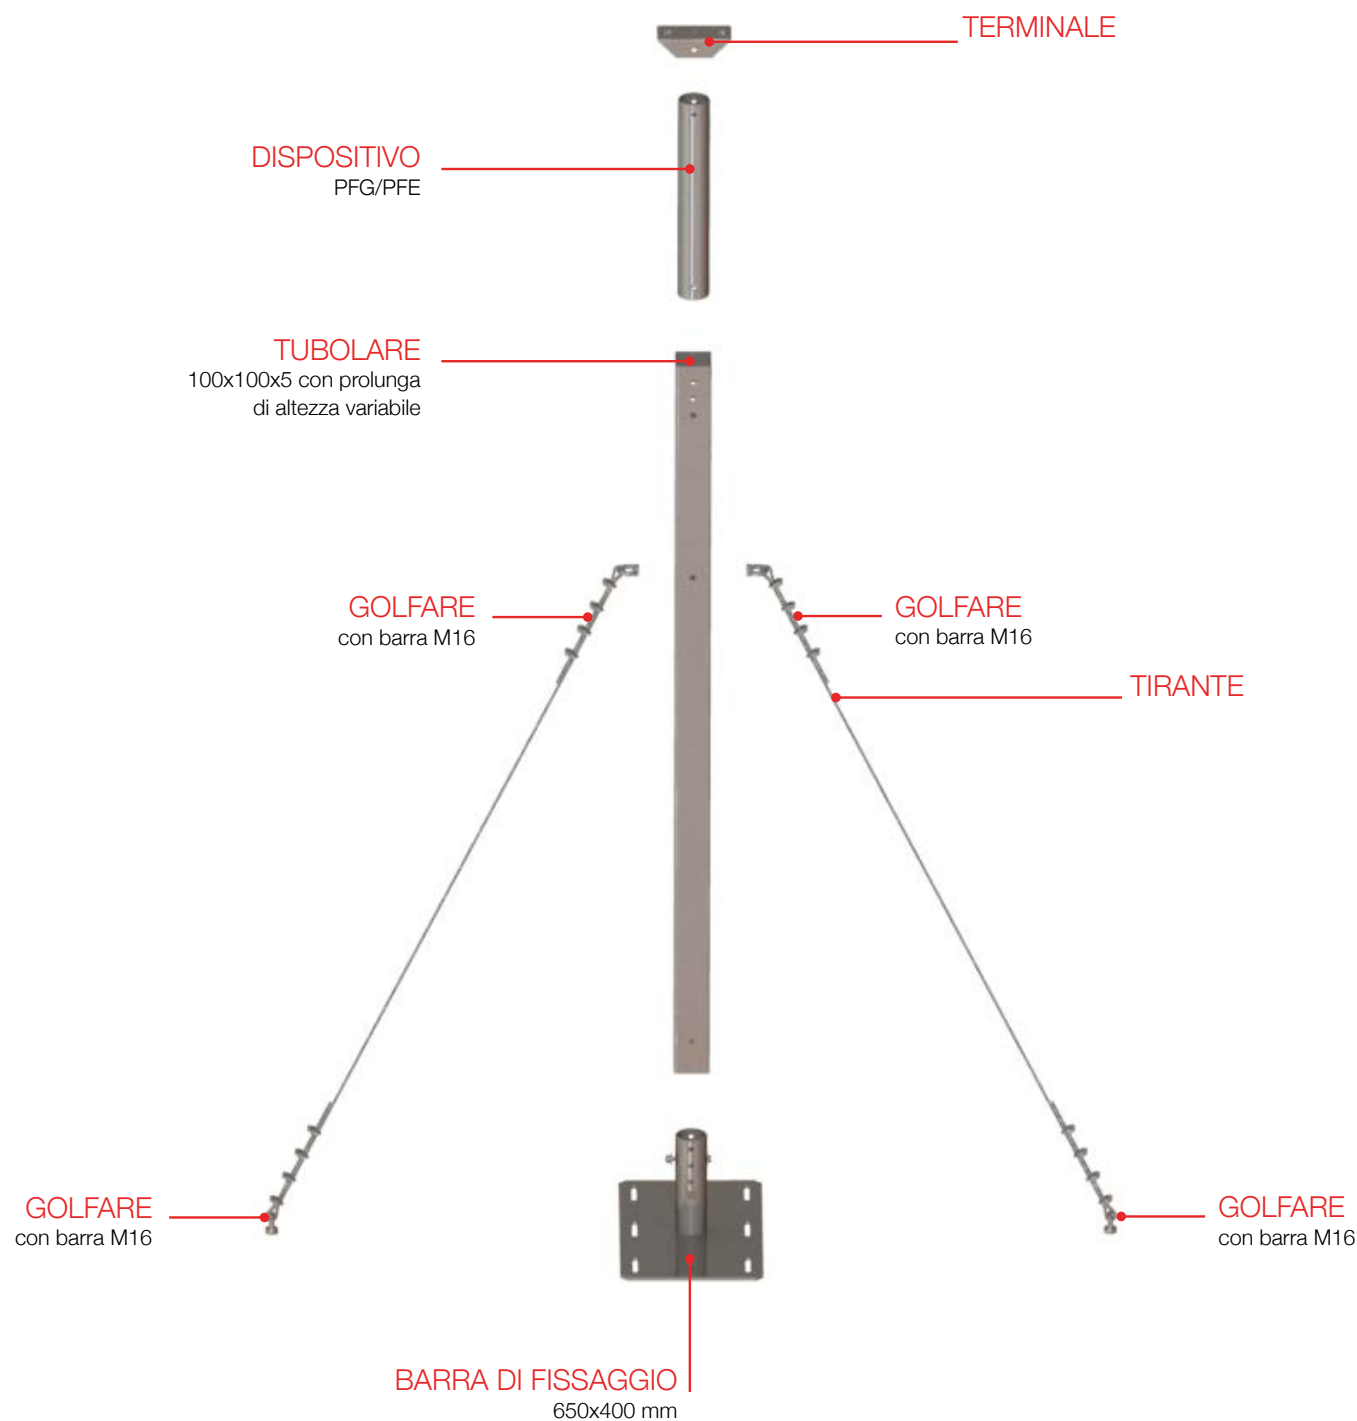 TERMINALE
DISPOSITIVO
PFG/PFE
TUBOLARE
100x100x5 con prolunga
di altezza variabile
GOLFARE
con barra M16
GOLFARE
con barra M16
TIRANTE
GOLFARE
con barra M16
GOLFARE
con barra M16
BARRA DI FISSAGGIO
650x400 mm